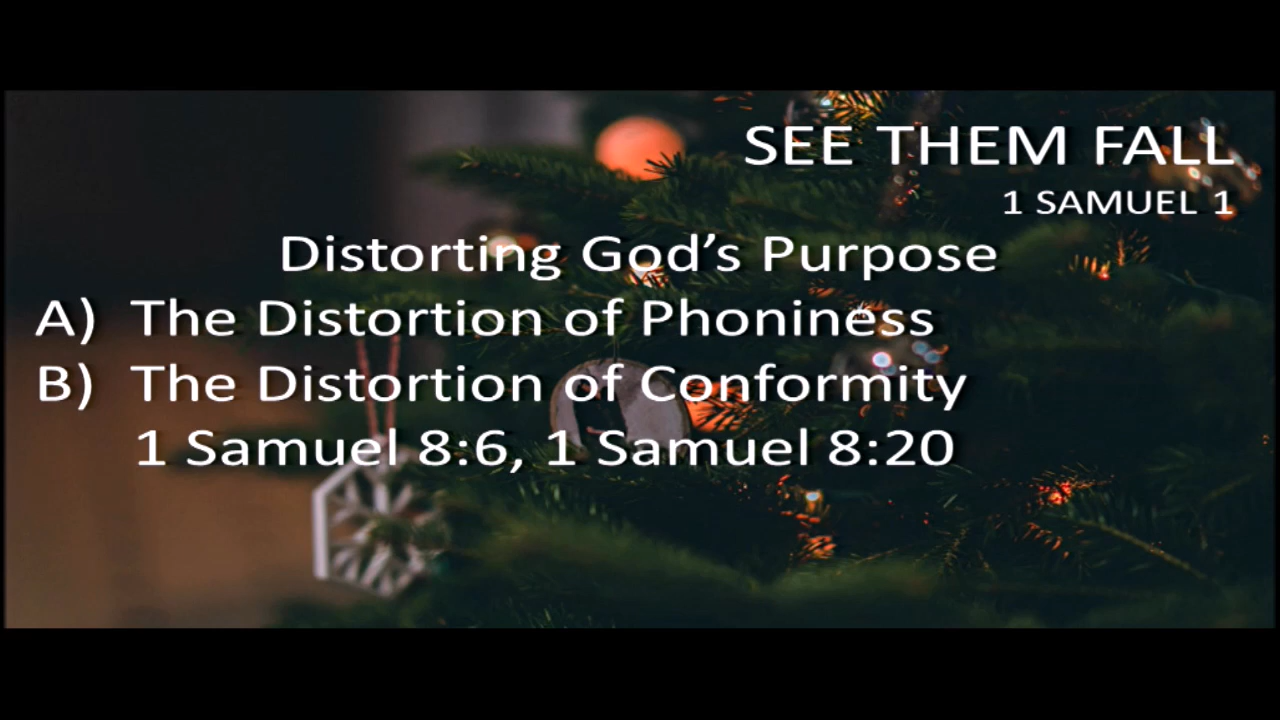 SEE THEM FALL
1 SAMUEL 1
Distorting God’s Purpose
A) The Distortion of Phoniness
B) The Distortion of Conformity
1 Samuel 8:6, 1 Samuel 8:20